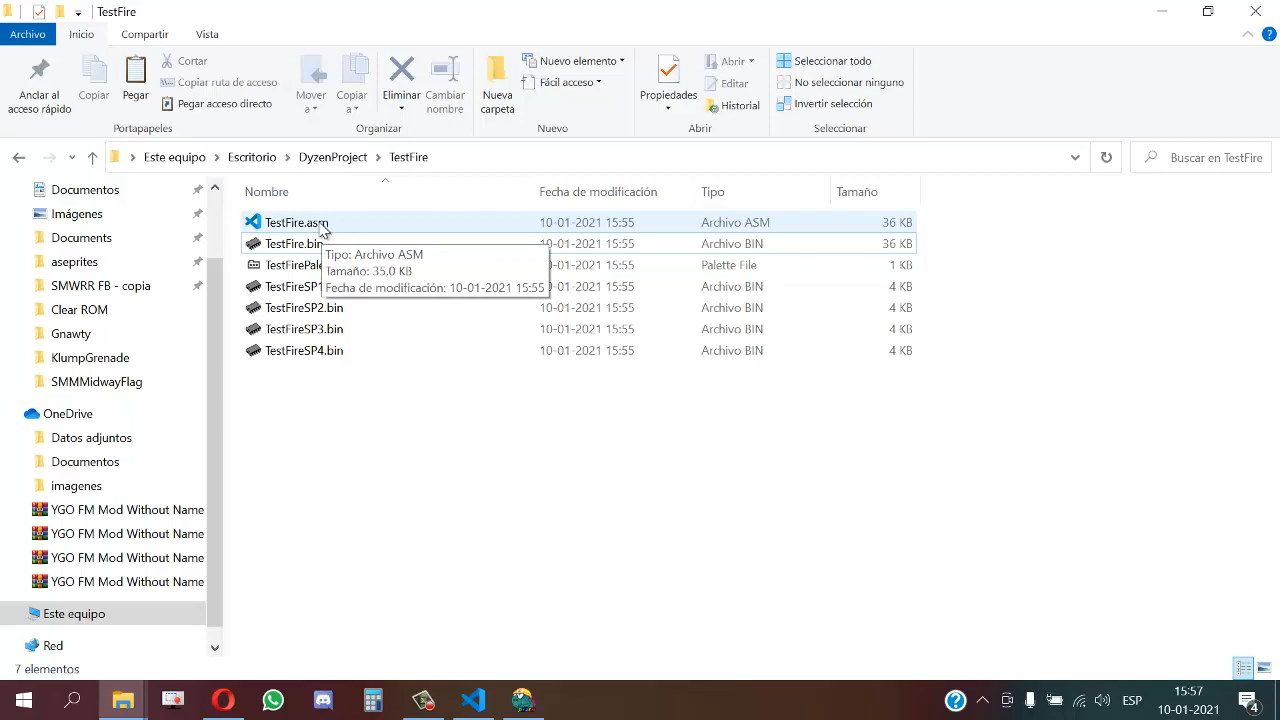 TestFire
Archivo Inicio Compartir Vista
Andar al acceso rápido
Copiar
Pegar
Cortar
Copiar ruta de acceso
Pegar acceso directo
Portapapeles
Mover a
Copiar a
Eliminar
Cambiar nombre
Organizar
Nueva carpeta
Nuevo elemento
Fácil acceso
Nuevo
Propiedades
Abrir
Editar
Historial
Abrir
Seleccionar todo
No seleccionar ninguno
Invertir selección
Seleccionar
Este equipo > Escritorio > DyzenProject > TestFire
Buscar en TestFire
Documentos
Imágenes
Documents
aseprites
SMWRR FB - copia
Clear ROM
Gnawty
KlumpGrenade
SMMMidwayFlag
OneDrive
Datos adjuntos
Documentos
imagenes
YGO FM Mod Without Name
YGO FM Mod Without Name
YGO FM Mod Without Name
YGO FM Mod Without Name
Este equipo
Red
Nombre Fecha de modificación Tipo Tamaño
TestFire.asm 10-01-2021 15:55 Archivo ASM 36 KB
TestFire.bin 10-01-2021 15:55 Archivo BIN 36 KB
TestFirePale 10-01-2021 15:55 Palette File 1 KB
TestFireSP1 10-01-2021 15:55 Archivo BIN 4 KB
TestFireSP2.bin 10-01-2021 15:55 Archivo BIN 4 KB
TestFireSP3.bin 10-01-2021 15:55 Archivo BIN 4 KB
TestFireSP4.bin 10-01-2021 15:55 Archivo BIN 4 KB
Tipo: Archivo ASM
Tamaño: 35,0 KB
Fecha de modificación: 10-01-2021 15:55
7 elementos
ESP
15:57
10-01-2021
4